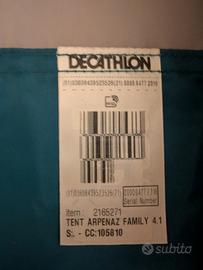 DECATHLON
item : 2165271
TENT ARPENAZ FAMILY 4.1
S: - CC:105810
Serial Number
subito